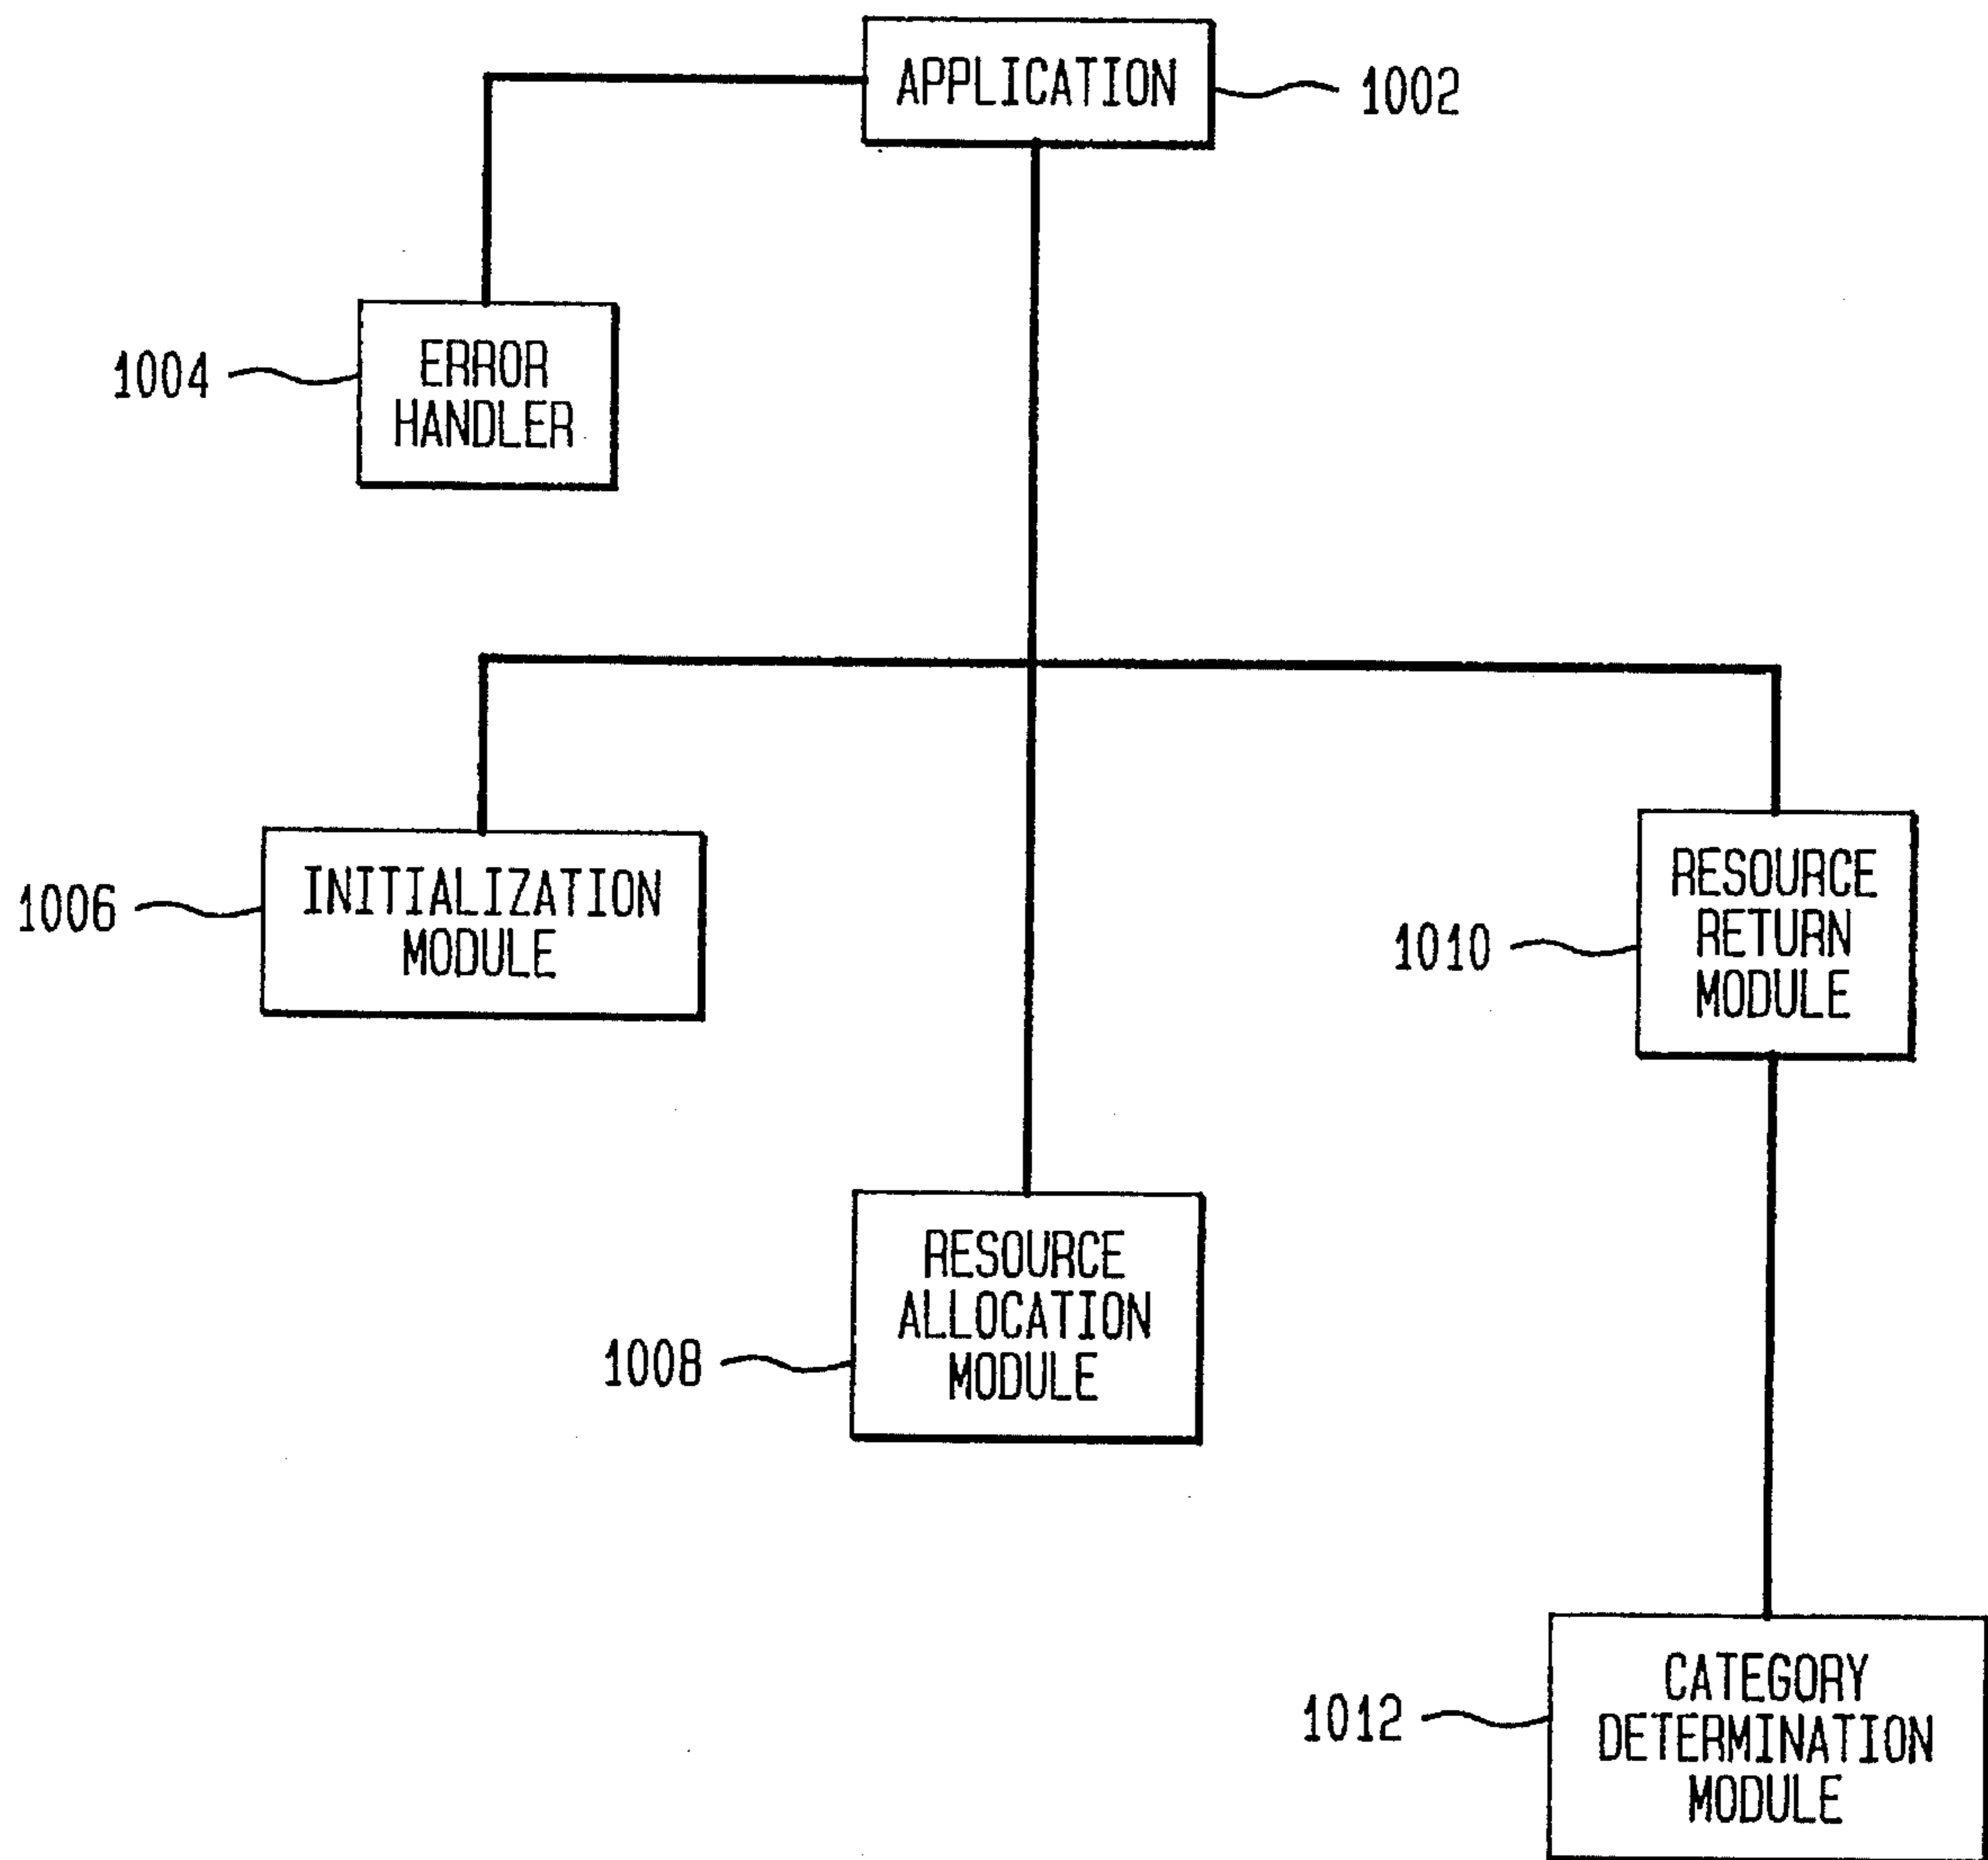 APPLICATION
1002
1004
ERROR
HANDLER
1006
INITIALIZATION
MODULE
1010
RESOURCE
RETURN
MODULE
1008
RESOURCE
ALLOCATION
MODULE
1012
CATEGORY
DETERMINATION
MODULE